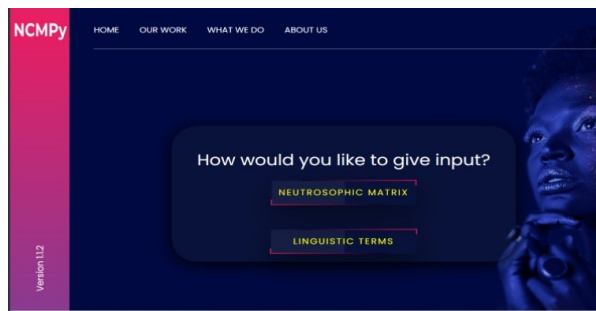 NCMPy
HOME OUR WORK WHAT WE DO ABOUT US
How would you like to give input?
NEUTROSOPHIC MATRIX
LINGUISTIC TERMS
Version 1.1.2